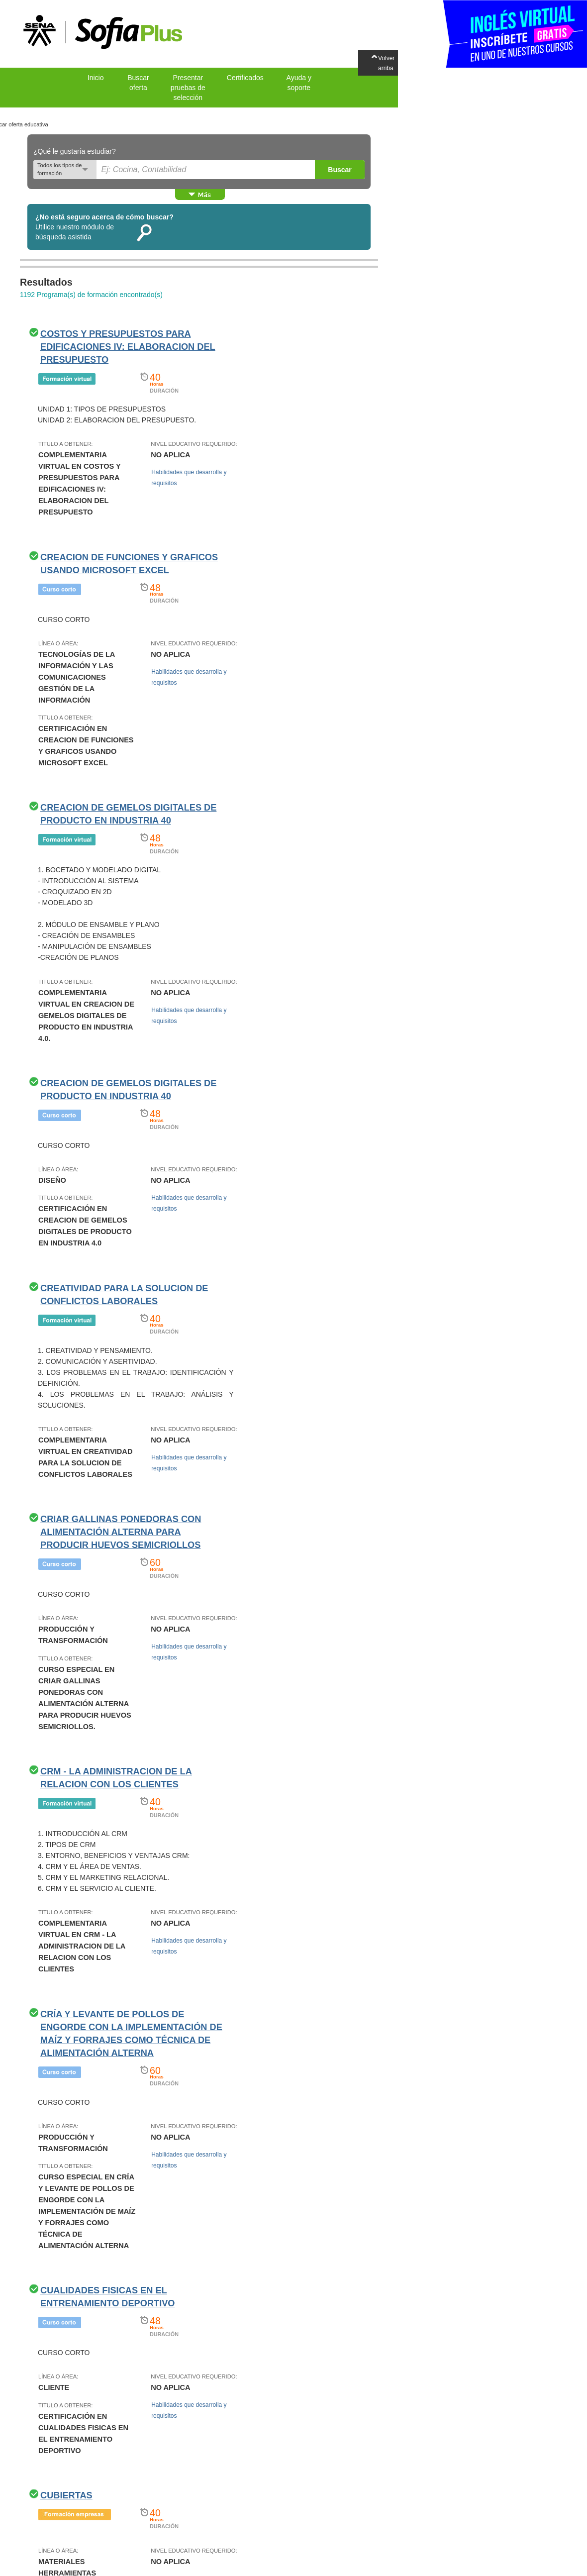 SENA
SofiaPlus
INGLÉS VIRTUAL
INSCRÍBETE GRATIS
EN UNO DE NUESTROS CURSOS
Volver
arriba
Inicio
Buscar
oferta
Presentar
pruebas de
selección
Certificados
Ayuda y
soporte
car oferta educativa
¿Qué le gustaría estudiar?
Todos los tipos de
formación
Ej: Cocina, Contabilidad
Buscar
Más
¿No está seguro acerca de cómo buscar?
Utilice nuestro módulo de
búsqueda asistida
Resultados
1192 Programa(s) de formación encontrado(s)
COSTOS Y PRESUPUESTOS PARA
EDIFICACIONES IV: ELABORACION DEL
PRESUPUESTO
Formación virtual
40
Horas
DURACIÓN
UNIDAD 1: TIPOS DE PRESUPUESTOS
UNIDAD 2: ELABORACION DEL PRESUPUESTO.
TITULO A OBTENER:
COMPLEMENTARIA
VIRTUAL EN COSTOS Y
PRESUPUESTOS PARA
EDIFICACIONES IV:
ELABORACION DEL
PRESUPUESTO
NIVEL EDUCATIVO REQUERIDO:
NO APLICA
Habilidades que desarrolla y
requisitos
CREACION DE FUNCIONES Y GRAFICOS
USANDO MICROSOFT EXCEL
Curso corto
48
Horas
DURACIÓN
CURSO CORTO
LÍNEA O ÁREA:
TECNOLOGÍAS DE LA
INFORMACIÓN Y LAS
COMUNICACIONES
GESTIÓN DE LA
INFORMACIÓN
TITULO A OBTENER:
CERTIFICACIÓN EN
CREACION DE FUNCIONES
Y GRAFICOS USANDO
MICROSOFT EXCEL
NIVEL EDUCATIVO REQUERIDO:
NO APLICA
Habilidades que desarrolla y
requisitos
CREACION DE GEMELOS DIGITALES DE
PRODUCTO EN INDUSTRIA 40
Formación virtual
48
Horas
DURACIÓN
1. BOCETADO Y MODELADO DIGITAL
- INTRODUCCIÓN AL SISTEMA
- CROQUIZADO EN 2D
- MODELADO 3D
2. MÓDULO DE ENSAMBLE Y PLANO
- CREACIÓN DE ENSAMBLES
- MANIPULACIÓN DE ENSAMBLES
-CREACIÓN DE PLANOS
TITULO A OBTENER:
COMPLEMENTARIA
VIRTUAL EN CREACION DE
GEMELOS DIGITALES DE
PRODUCTO EN INDUSTRIA
4.0.
NIVEL EDUCATIVO REQUERIDO:
NO APLICA
Habilidades que desarrolla y
requisitos
CREACION DE GEMELOS DIGITALES DE
PRODUCTO EN INDUSTRIA 40
Curso corto
48
Horas
DURACIÓN
CURSO CORTO
LÍNEA O ÁREA:
DISEÑO
TITULO A OBTENER:
CERTIFICACIÓN EN
CREACION DE GEMELOS
DIGITALES DE PRODUCTO
EN INDUSTRIA 4.0
NIVEL EDUCATIVO REQUERIDO:
NO APLICA
Habilidades que desarrolla y
requisitos
CREATIVIDAD PARA LA SOLUCION DE
CONFLICTOS LABORALES
Formación virtual
40
Horas
DURACIÓN
1. CREATIVIDAD Y PENSAMIENTO.
2. COMUNICACIÓN Y ASERTIVIDAD.
3. LOS PROBLEMAS EN EL TRABAJO: IDENTIFICACIÓN Y
DEFINICIÓN.
4. LOS PROBLEMAS EN EL TRABAJO: ANÁLISIS Y
SOLUCIONES.
TITULO A OBTENER:
COMPLEMENTARIA
VIRTUAL EN CREATIVIDAD
PARA LA SOLUCION DE
CONFLICTOS LABORALES
NIVEL EDUCATIVO REQUERIDO:
NO APLICA
Habilidades que desarrolla y
requisitos
CRIAR GALLINAS PONEDORAS CON
ALIMENTACIÓN ALTERNA PARA
PRODUCIR HUEVOS SEMICRIOLLOS
Curso corto
60
Horas
DURACIÓN
CURSO CORTO
LÍNEA O ÁREA:
PRODUCCIÓN Y
TRANSFORMACIÓN
TITULO A OBTENER:
CURSO ESPECIAL EN
CRIAR GALLINAS
PONEDORAS CON
ALIMENTACIÓN ALTERNA
PARA PRODUCIR HUEVOS
SEMICRIOLLOS.
NIVEL EDUCATIVO REQUERIDO:
NO APLICA
Habilidades que desarrolla y
requisitos
CRM - LA ADMINISTRACION DE LA
RELACION CON LOS CLIENTES
Formación virtual
40
Horas
DURACIÓN
1. INTRODUCCIÓN AL CRM
2. TIPOS DE CRM
3. ENTORNO, BENEFICIOS Y VENTAJAS CRM:
4. CRM Y EL ÁREA DE VENTAS.
5. CRM Y EL MARKETING RELACIONAL.
6. CRM Y EL SERVICIO AL CLIENTE.
TITULO A OBTENER:
COMPLEMENTARIA
VIRTUAL EN CRM - LA
ADMINISTRACION DE LA
RELACION CON LOS
CLIENTES
NIVEL EDUCATIVO REQUERIDO:
NO APLICA
Habilidades que desarrolla y
requisitos
CRÍA Y LEVANTE DE POLLOS DE
ENGORDE CON LA IMPLEMENTACIÓN DE
MAÍZ Y FORRAJES COMO TÉCNICA DE
ALIMENTACIÓN ALTERNA
Curso corto
60
Horas
DURACIÓN
CURSO CORTO
LÍNEA O ÁREA:
PRODUCCIÓN Y
TRANSFORMACIÓN
TITULO A OBTENER:
CURSO ESPECIAL EN CRÍA
Y LEVANTE DE POLLOS DE
ENGORDE CON LA
IMPLEMENTACIÓN DE MAÍZ
Y FORRAJES COMO
TÉCNICA DE
ALIMENTACIÓN ALTERNA
NIVEL EDUCATIVO REQUERIDO:
NO APLICA
Habilidades que desarrolla y
requisitos
CUALIDADES FISICAS EN EL
ENTRENAMIENTO DEPORTIVO
Curso corto
48
Horas
DURACIÓN
CURSO CORTO
LÍNEA O ÁREA:
CLIENTE
TITULO A OBTENER:
CERTIFICACIÓN EN
CUALIDADES FISICAS EN
EL ENTRENAMIENTO
DEPORTIVO
NIVEL EDUCATIVO REQUERIDO:
NO APLICA
Habilidades que desarrolla y
requisitos
CUBIERTAS
Formación empresas
40
Horas
DURACIÓN
LÍNEA O ÁREA:
MATERIALES
HERRAMIENTAS
NIVEL EDUCATIVO REQUERIDO:
NO APLICA